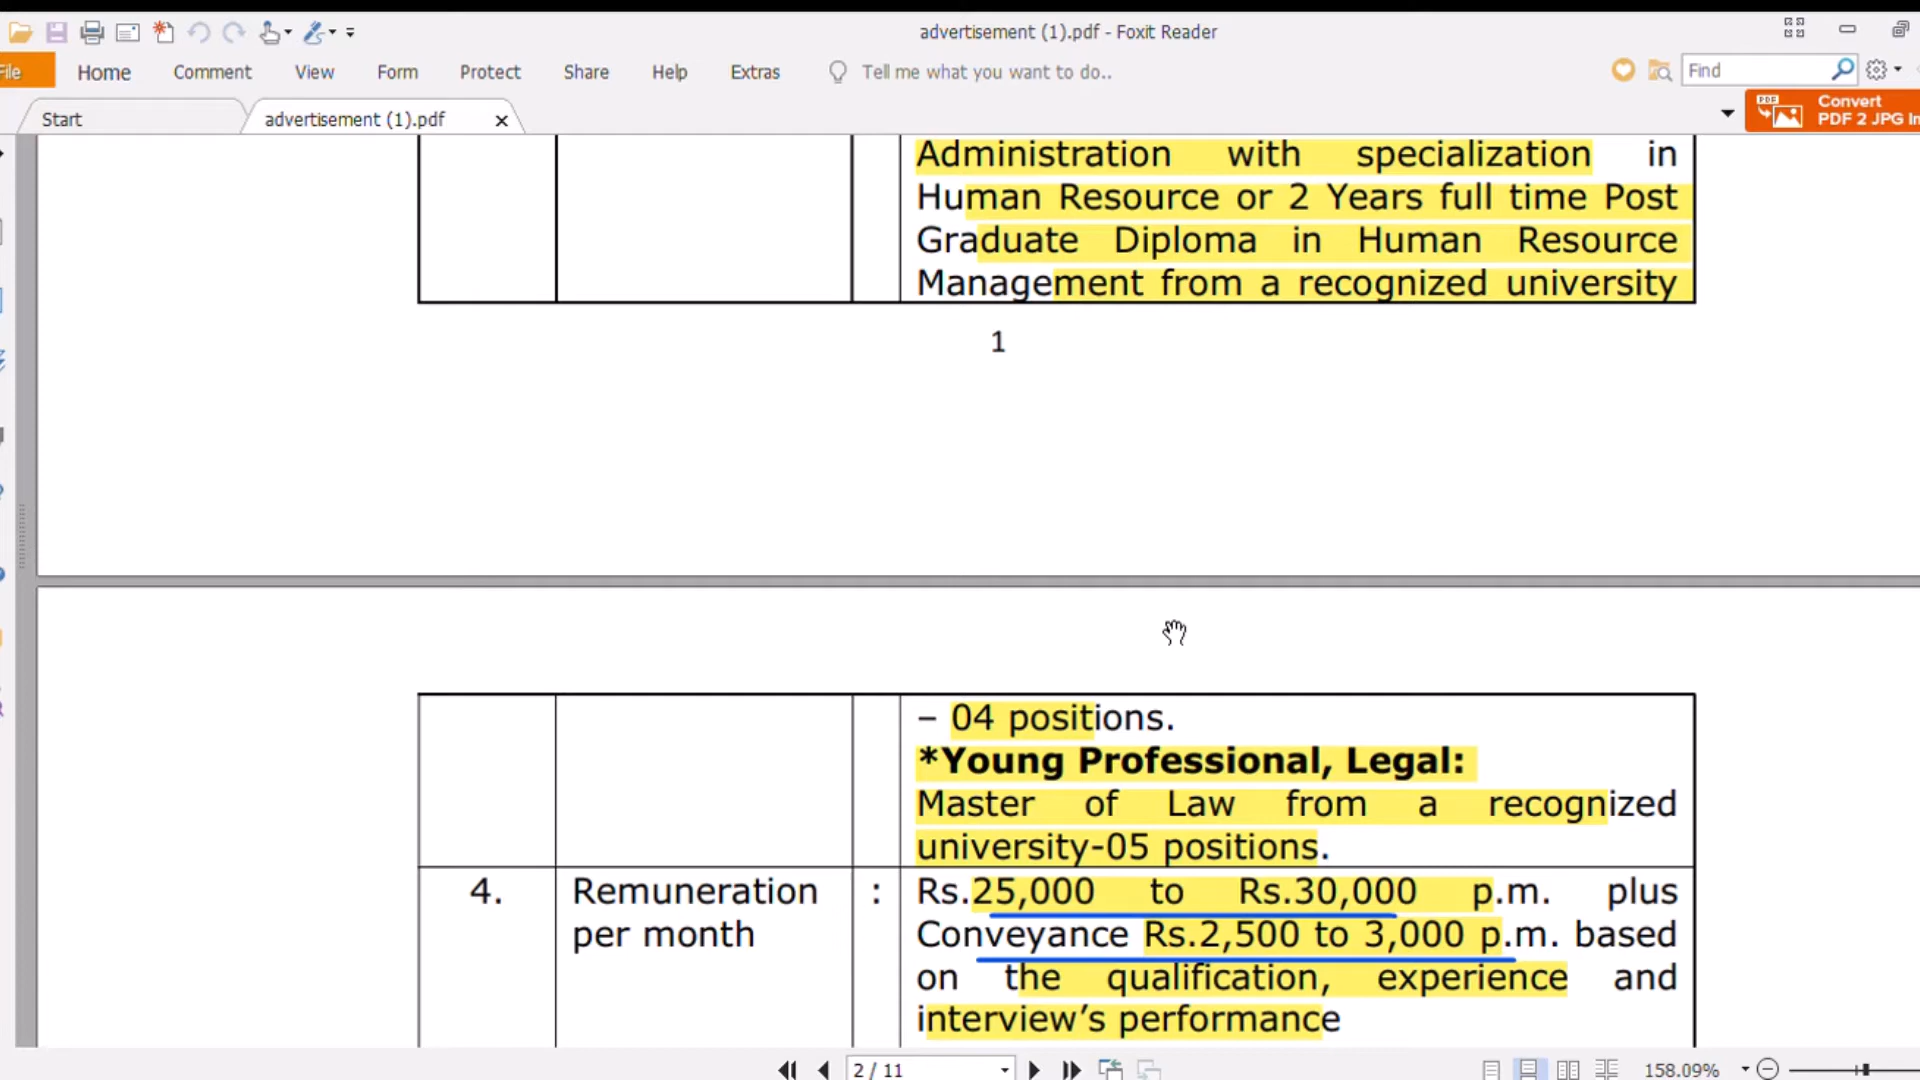 advertisement (1).pdf - Foxit Reader
File Home Comment View Form Protect Share Help Extras Tell me what you want to do.. Find
Start advertisement (1).pdf
PDF Convert
PDF 2 JPG
Administration with specialization in
Human Resource or 2 Years full time Post
Graduate Diploma in Human Resource
Management from a recognized university
1
– 04 positions.
*Young Professional, Legal:
Master of Law from a recognized
university-05 positions.
4. Remuneration : Rs.25,000 to Rs.30,000 p.m. plus
per month Conveyance Rs.2,500 to 3,000 p.m. based
on the qualification, experience and
interview’s performance
2 / 11 158.09%